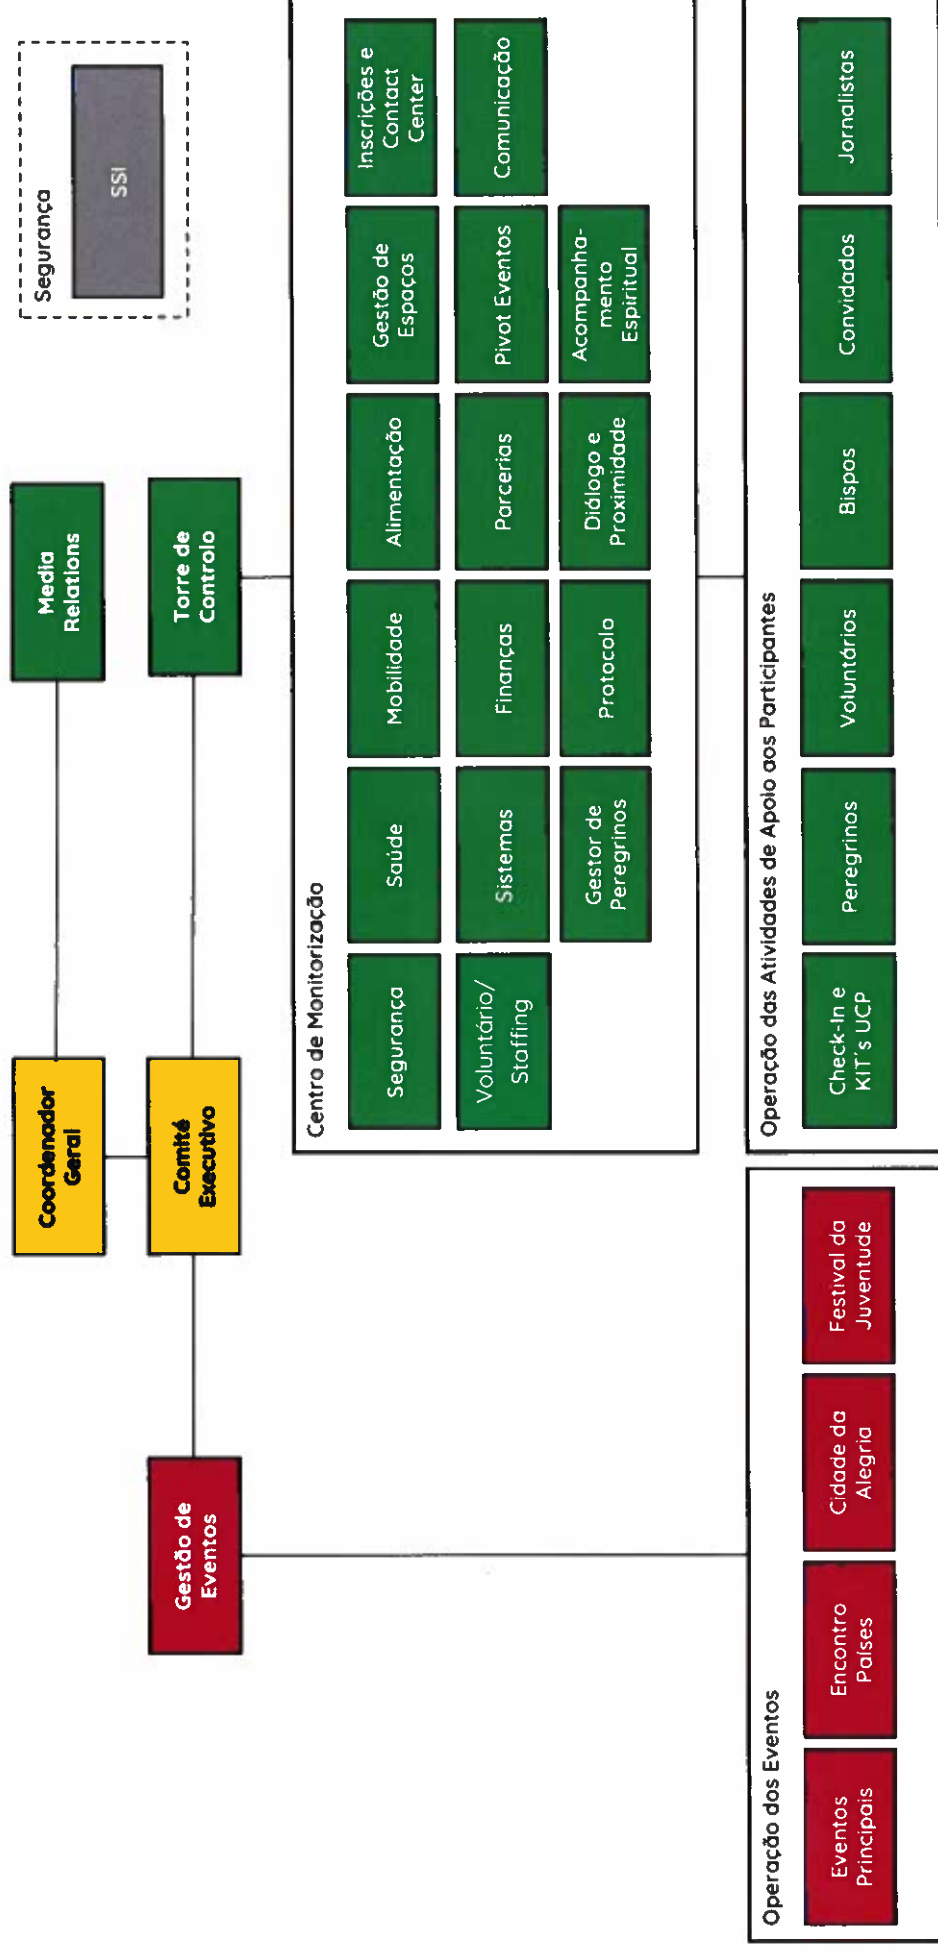 Coordenador
Geral
Media
Relations
Segurança
SSI
Gestão de
Eventos
Comité
Executivo
Torre de
Controlo
Centro de Monitorização
Segurança
Saúde
Mobilidade
Alimentação
Gestão de
Espaços
Inscrições e
Contact
Center
Voluntário/
Staffing
Sistemas
Finanças
Parcerias
Pivot Eventos
Comunicação
Gestor de
Peregrinos
Protocolo
Diálogo e
Proximidade
Acompanha-
mento
Espiritual
Operação dos Eventos
Eventos
Principais
Encontro
Países
Cidade da
Alegria
Festival da
Juventude
Operação das Atividades de Apoio aos Participantes
Check-In e
KIT's UCP
Peregrinos
Voluntários
Bispos
Convidados
Jornalistas